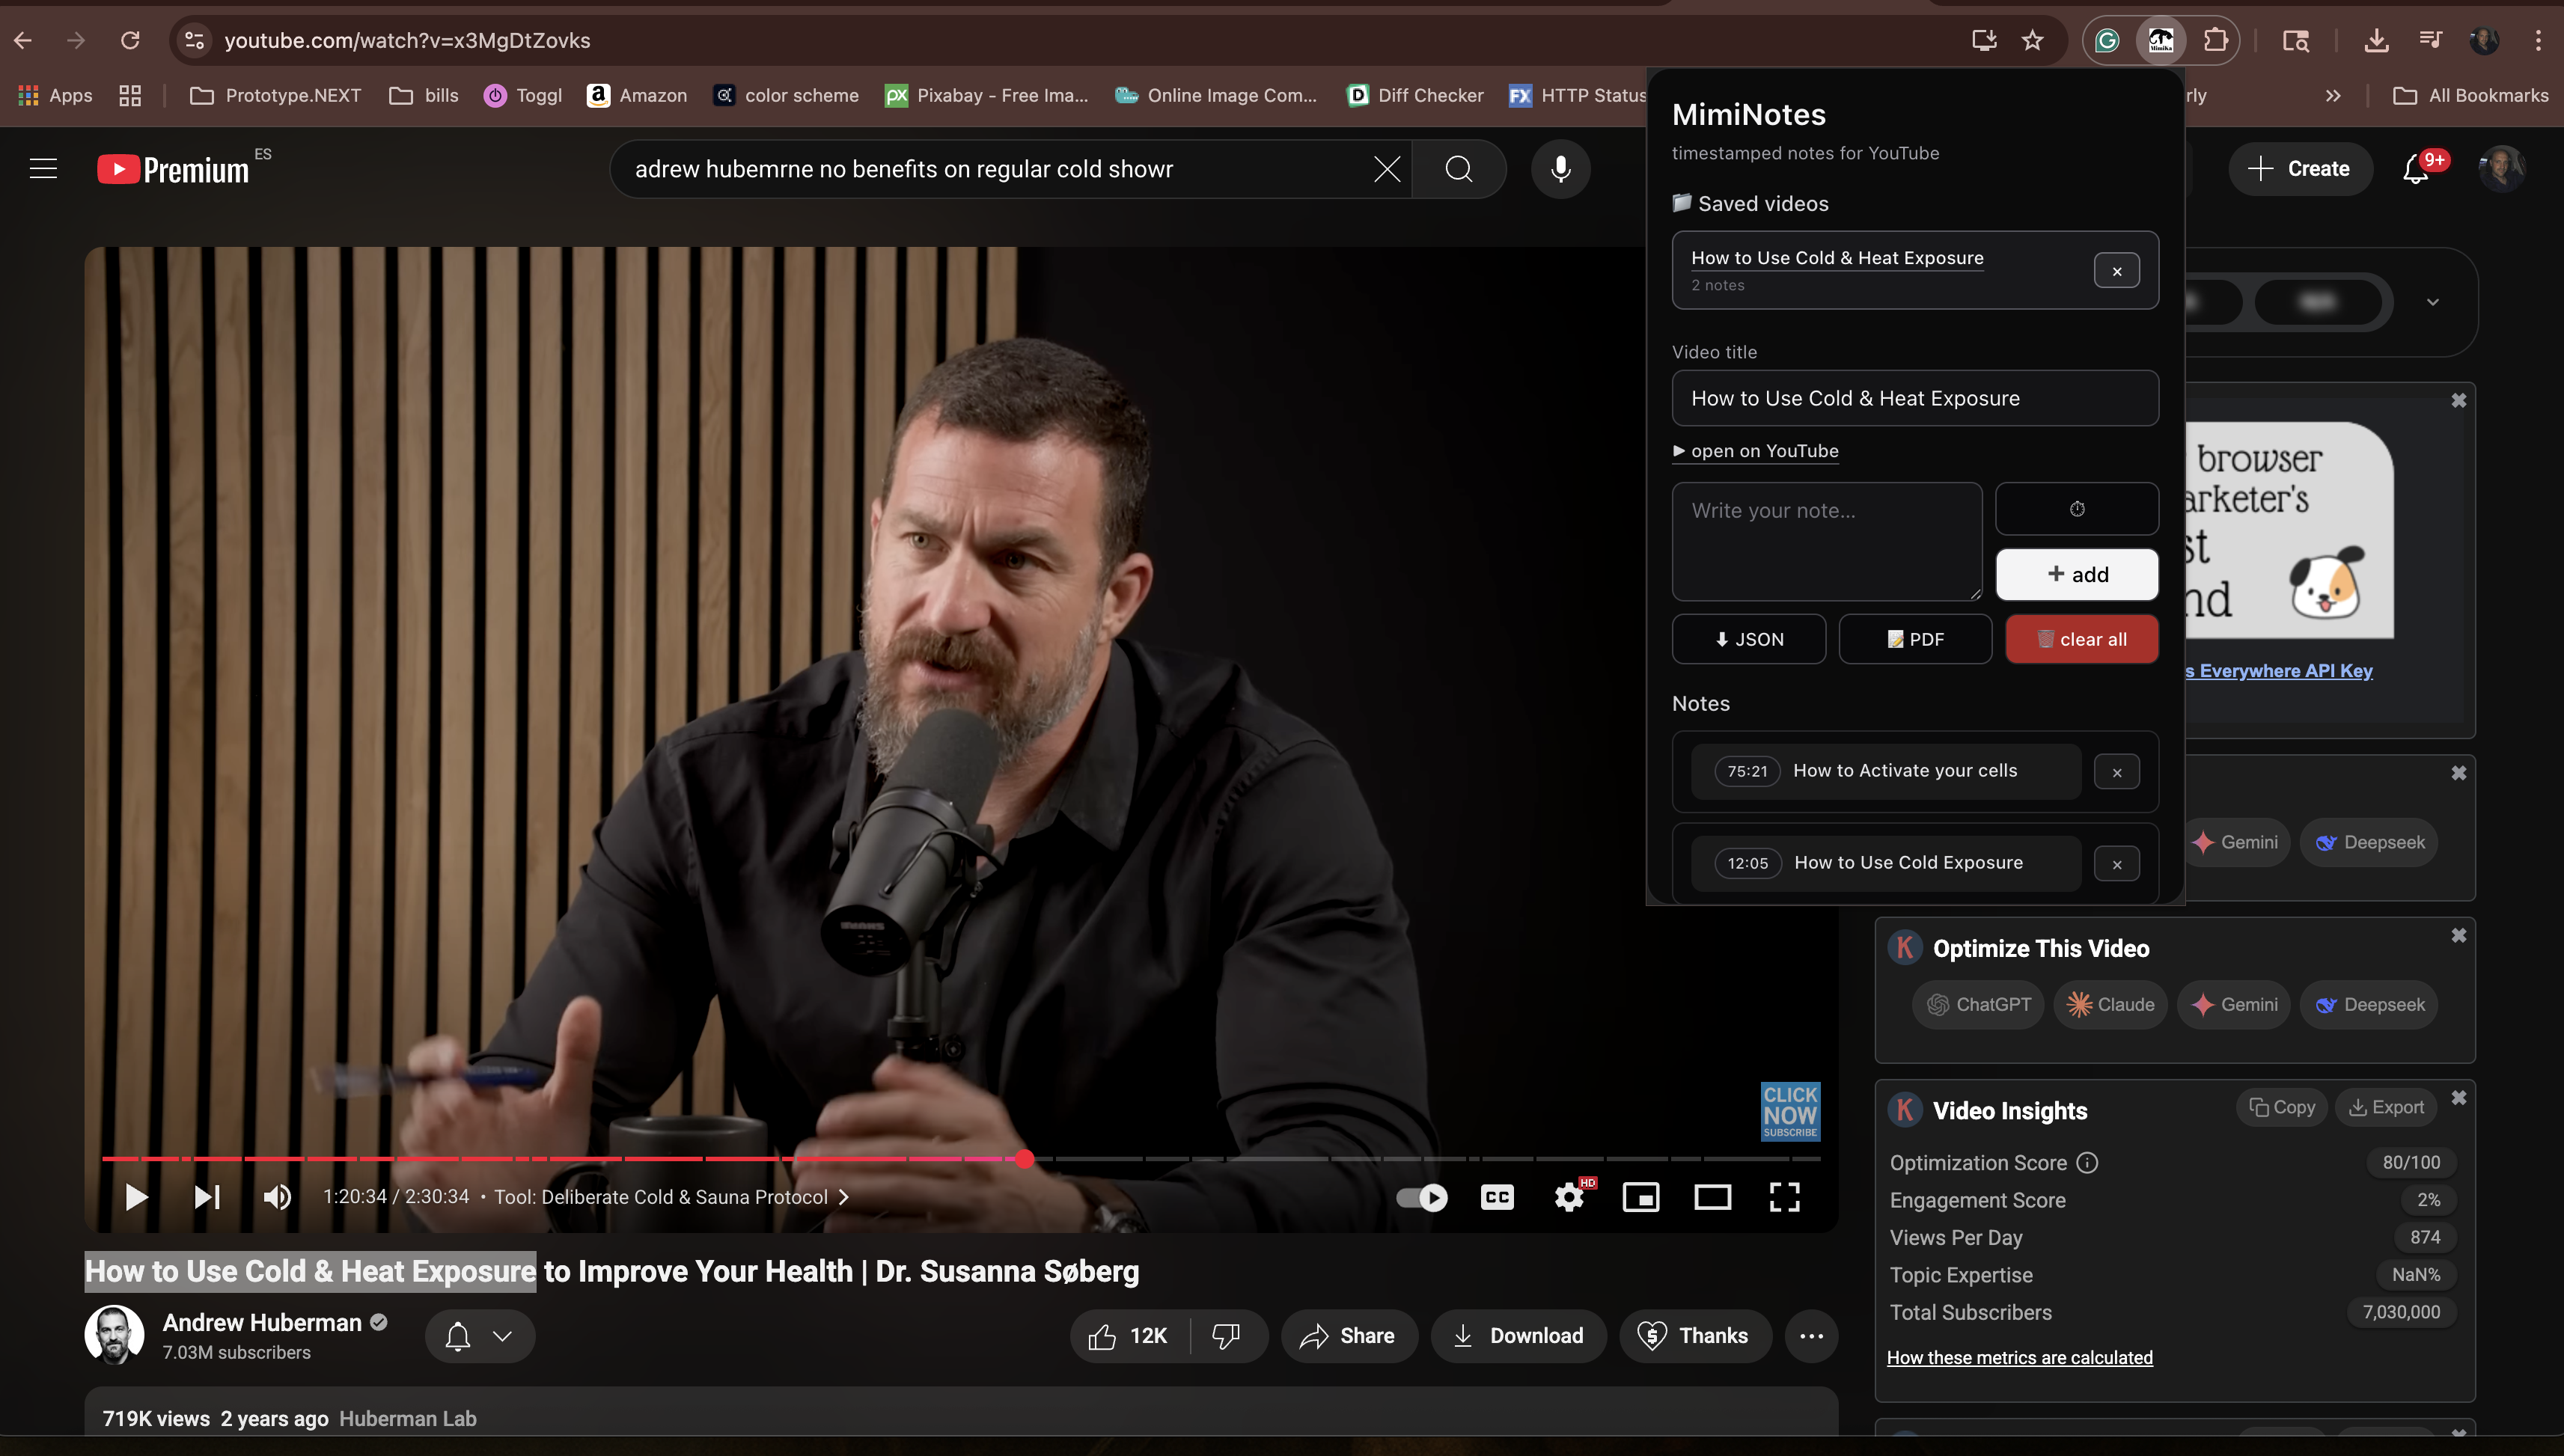 youtube.com/watch?v=x3MgDtZovks
MimiKa
Apps
Prototype.NEXT
bills
Toggl
Amazon
color scheme
Pixabay - Free Ima...
Online Image Com...
Diff Checker
HTTP Status
rly
All Bookmarks
Premium ES
adrew hubemrne no benefits on regular cold showr
Create
9+
MimiNotes
timestamped notes for YouTube
Saved videos
How to Use Cold & Heat Exposure
2 notes
×
Video title
How to Use Cold & Heat Exposure
▶ open on YouTube
Write your note...
+ add
⬇ JSON
PDF
clear all
Notes
75:21 How to Activate your cells ×
12:05 How to Use Cold Exposure ×
browser
arketer's
st
nd
s Everywhere API Key
Gemini
Deepseek
Optimize This Video
ChatGPT
Claude
Gemini
Deepseek
Video Insights
Copy
Export
Optimization Score 80/100
Engagement Score 2%
Views Per Day 874
Topic Expertise NaN%
Total Subscribers 7,030,000
How these metrics are calculated
CLICK
NOW
SUBSCRIBE
1:20:34 / 2:30:34 • Tool: Deliberate Cold & Sauna Protocol
CC
HD
How to Use Cold & Heat Exposure to Improve Your Health | Dr. Susanna Søberg
Andrew Huberman
7.03M subscribers
12K
Share
Download
Thanks
719K views 2 years ago Huberman Lab